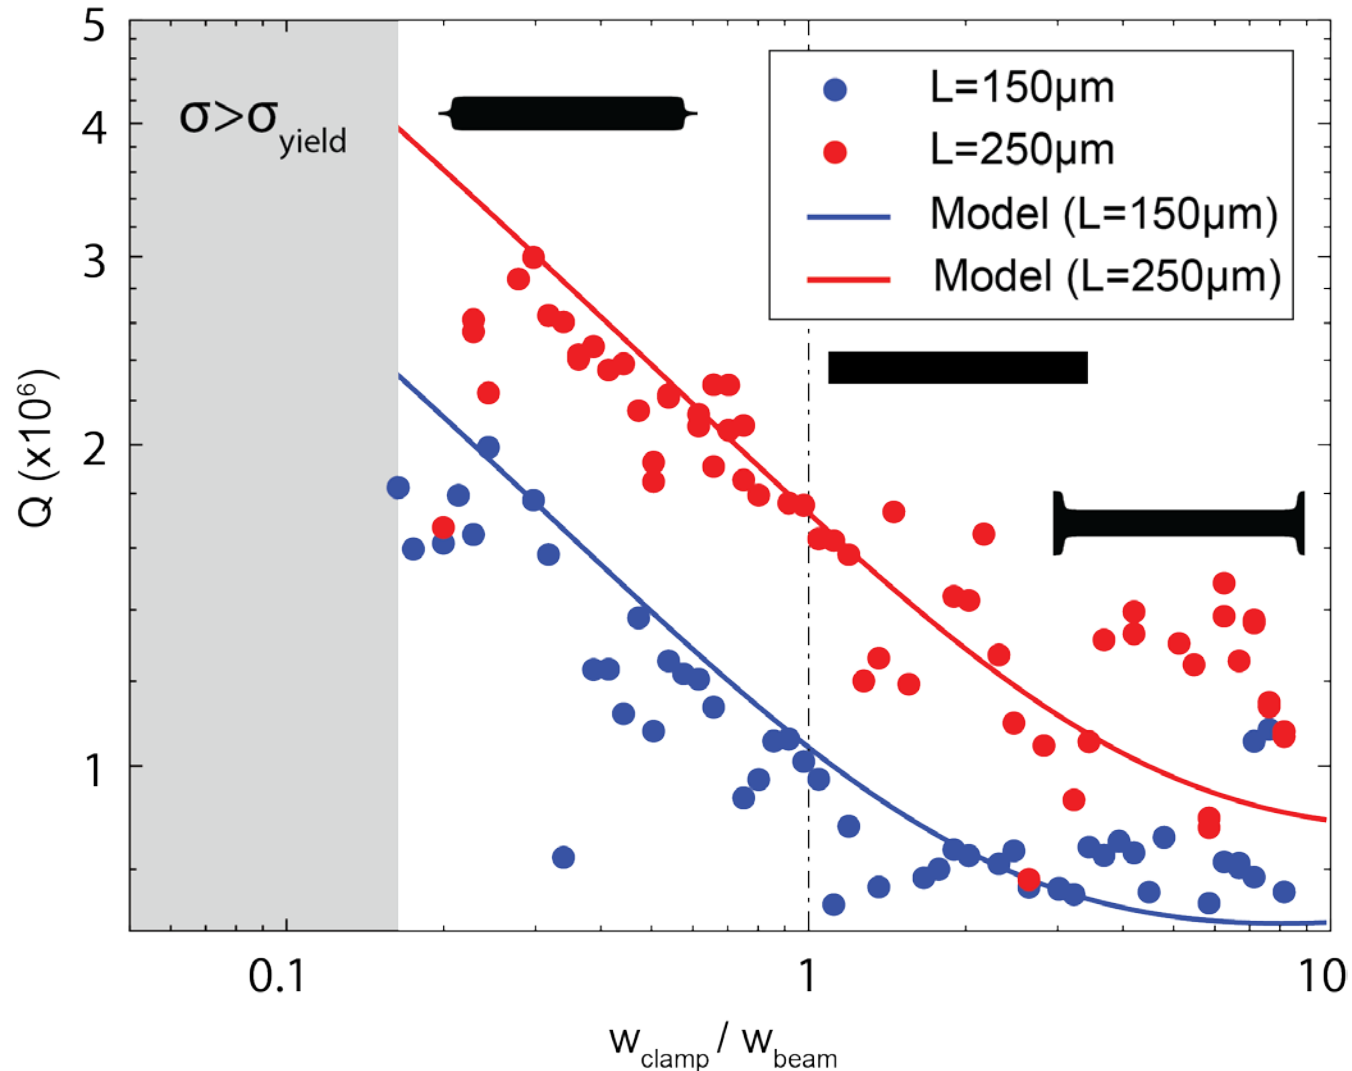 5
4
3
2
1
Q (x10⁶)
σ>σyield
L=150µm
L=250µm
Model (L=150µm)
Model (L=250µm)
0.1
1
10
wclamp / wbeam